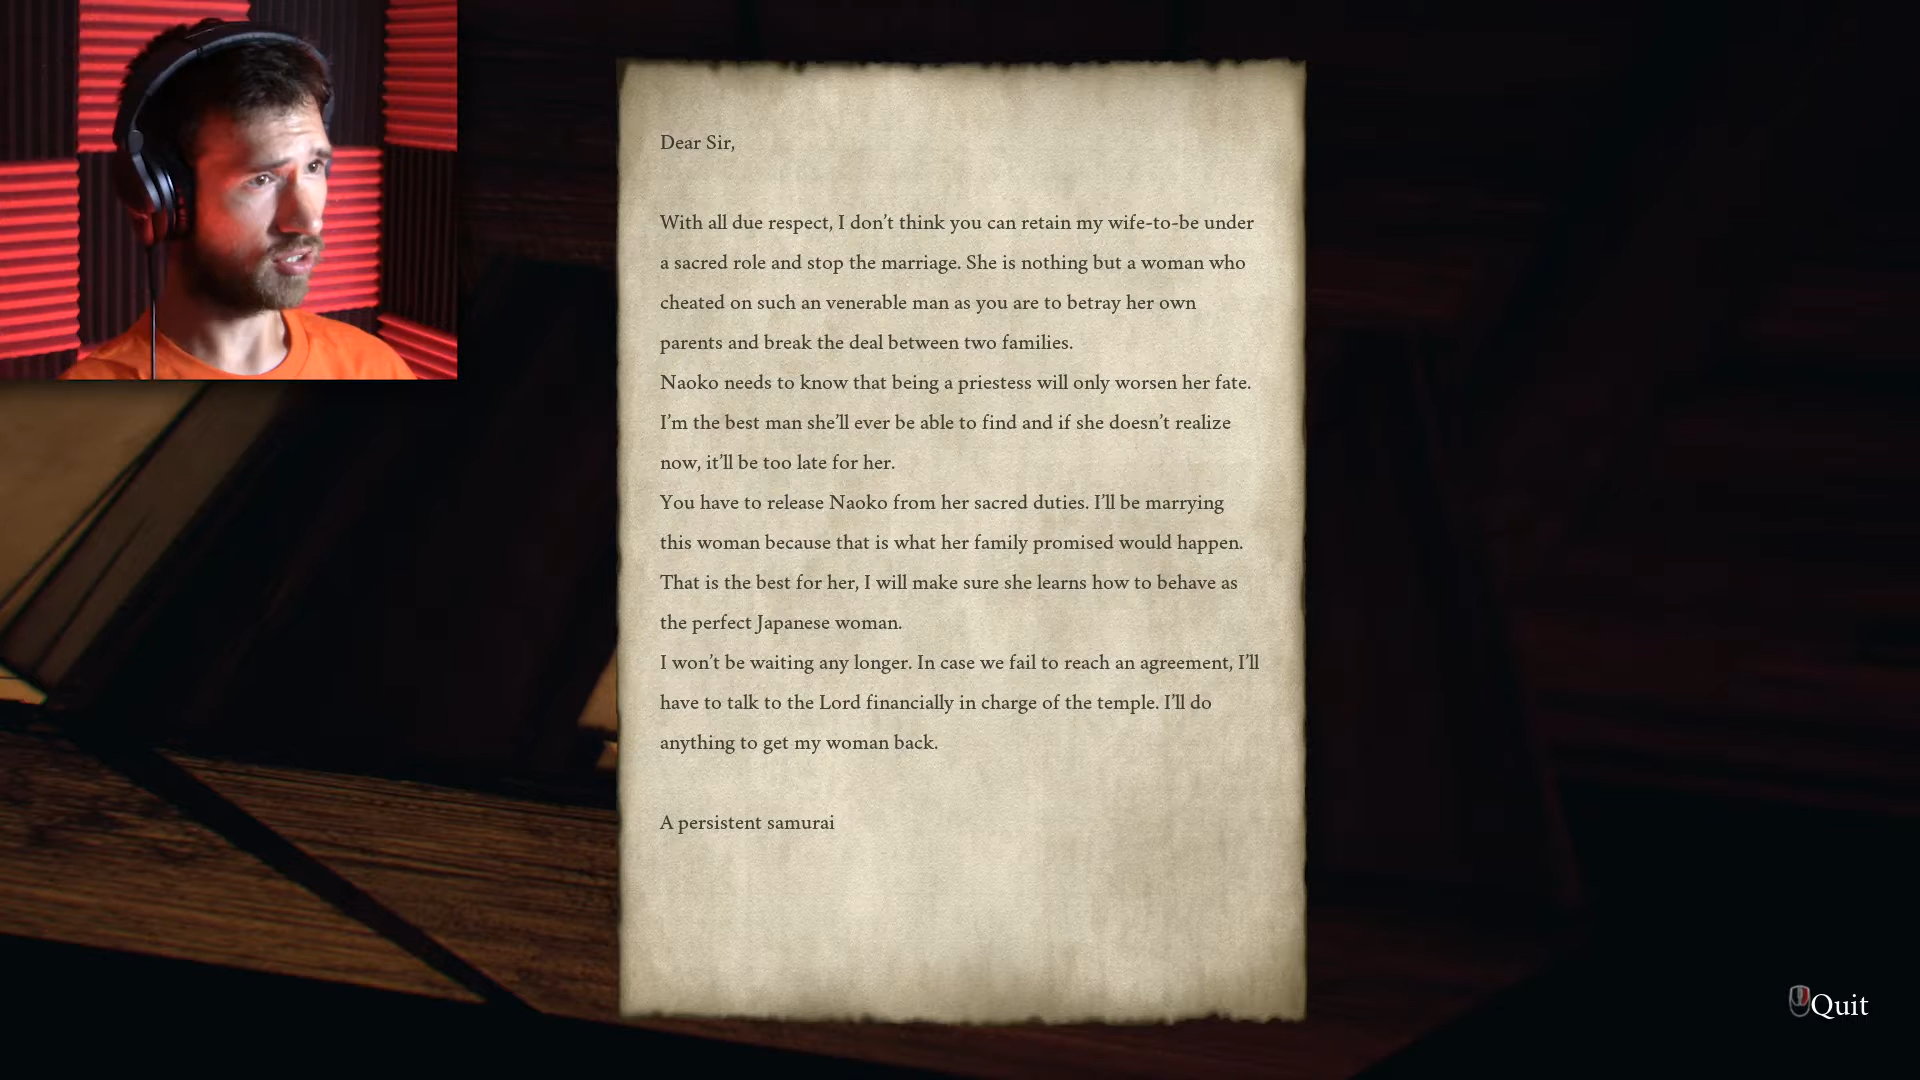 Dear Sir,
With all due respect, I don't think you can retain my wife-to-be under
a sacred role and stop the marriage. She is nothing but a woman who
cheated on such an venerable man as you are to betray her own
parents and break the deal between two families.
Naoko needs to know that being a priestess will only worsen her fate.
I'm the best man she'll ever be able to find and if she doesn't realize
now, it'll be too late for her.
You have to release Naoko from her sacred duties. I'll be marrying
this woman because that is what her family promised would happen.
That is the best for her, I will make sure she learns how to behave as
the perfect Japanese woman.
I won't be waiting any longer. In case we fail to reach an agreement, I'll
have to talk to the Lord financially in charge of the temple. I'll do
anything to get my woman back.
A persistent samurai
Quit